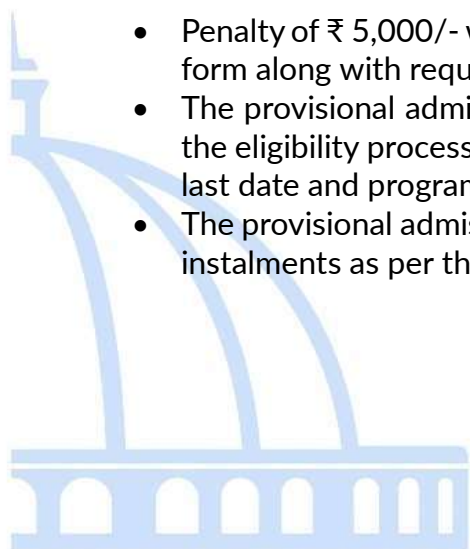 • Penalty of ₹ 5,000/-
form along with requ
• The provisional admi
the eligibility process
last date and program
• The provisional admis
instalments as per th